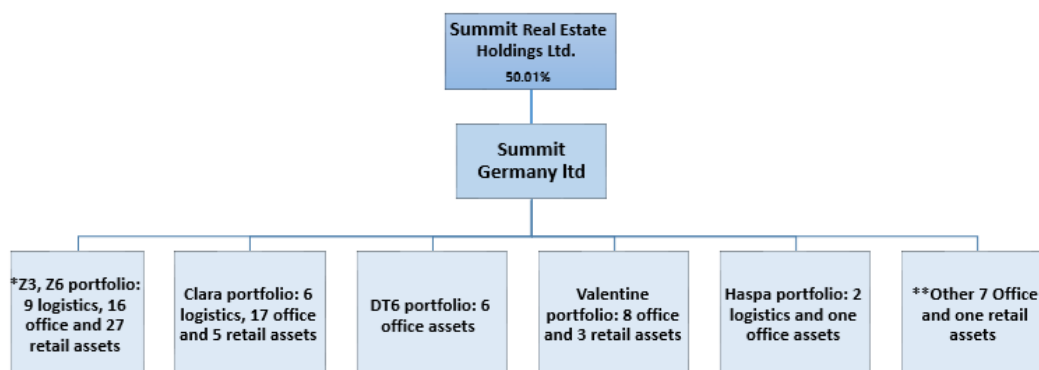 Summit Real Estate
Holdings Ltd.
50.01%
Summit
Germany ltd
*Z3, Z6 portfolio:
9 logistics, 16
office and 27
retail assets
Clara portfolio: 6
logistics, 17 office
and 5 retail assets
DT6 portfolio: 6
office assets
Valentine
portfolio: 8 office
and 3 retail assets
Haspa portfolio: 2
logistics and one
office assets
**Other 7 Office
and one retail
assets